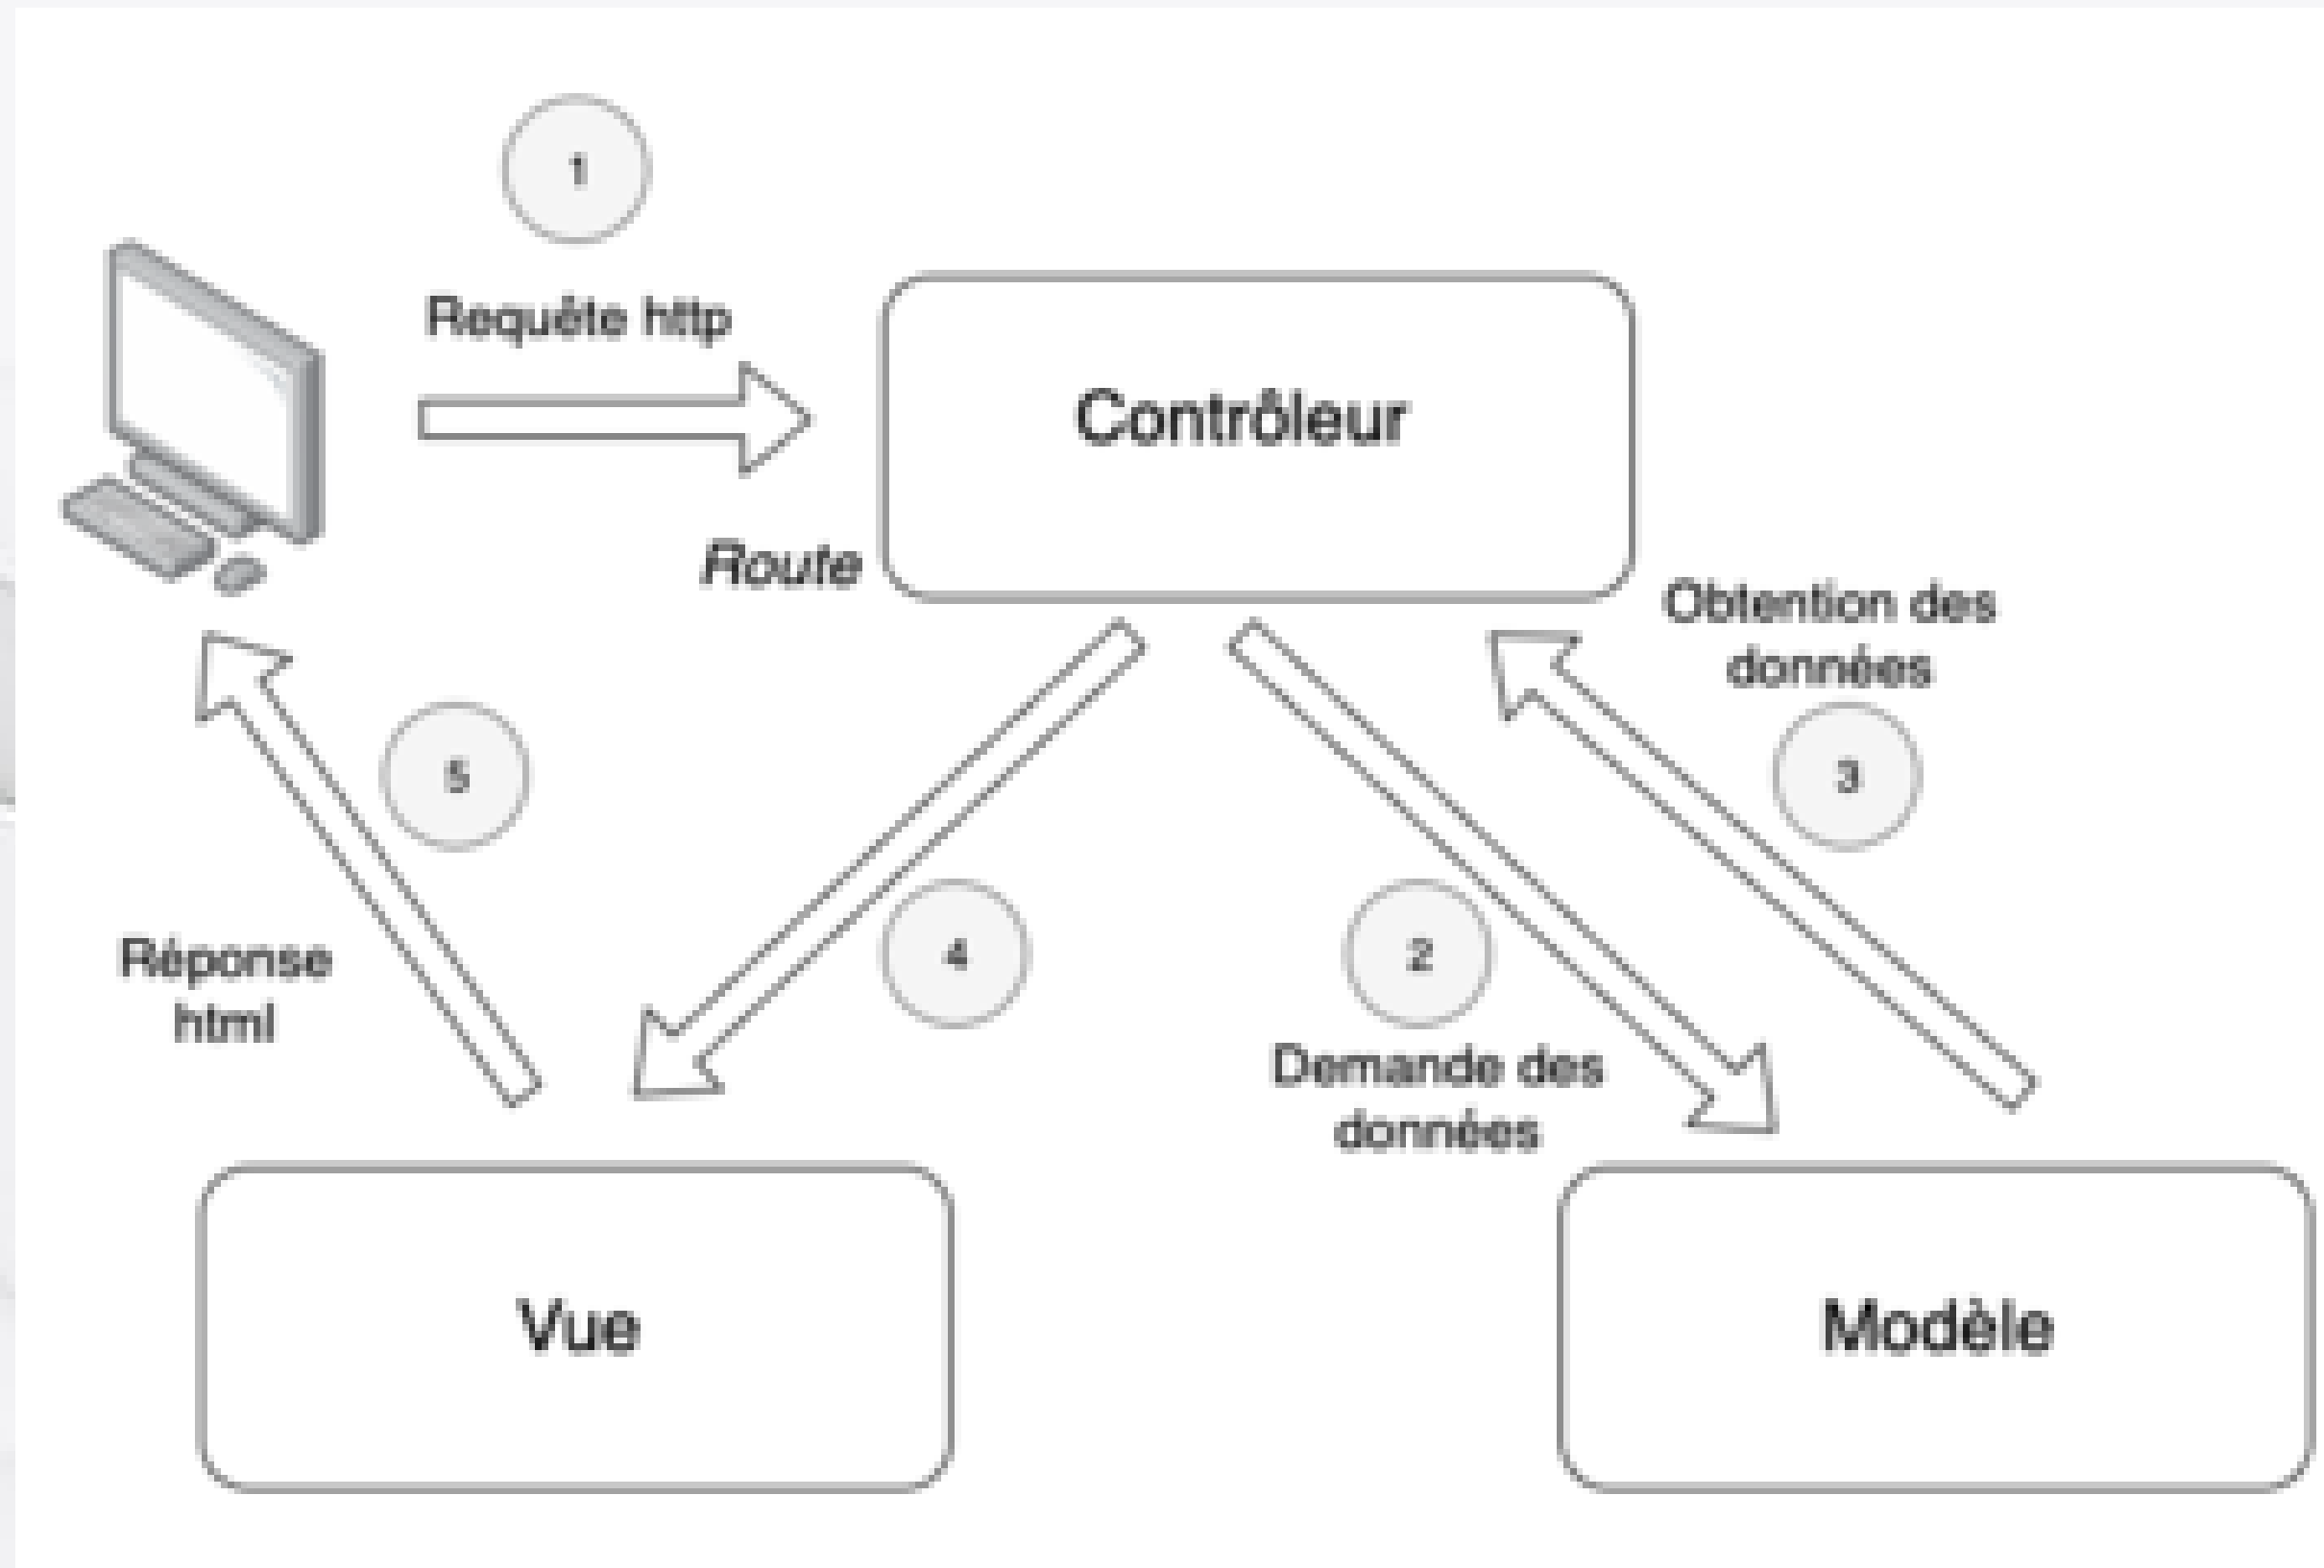 1
Requête http
Contrôleur
Route
Obtention des
données
5
3
4
2
Réponse
html
Demande des
données
Vue
Modèle